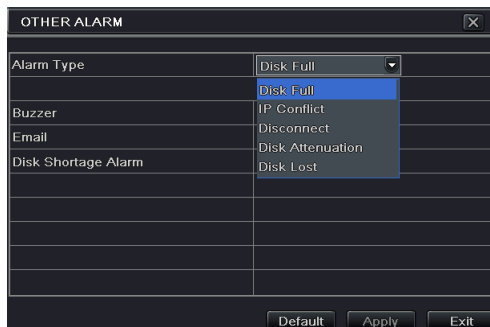 OTHER ALARM
Alarm Type
Disk Full
Disk Full
IP Conflict
Disconnect
Disk Attenuation
Disk Lost
Buzzer
Email
Disk Shortage Alarm
Default
Apply
Exit